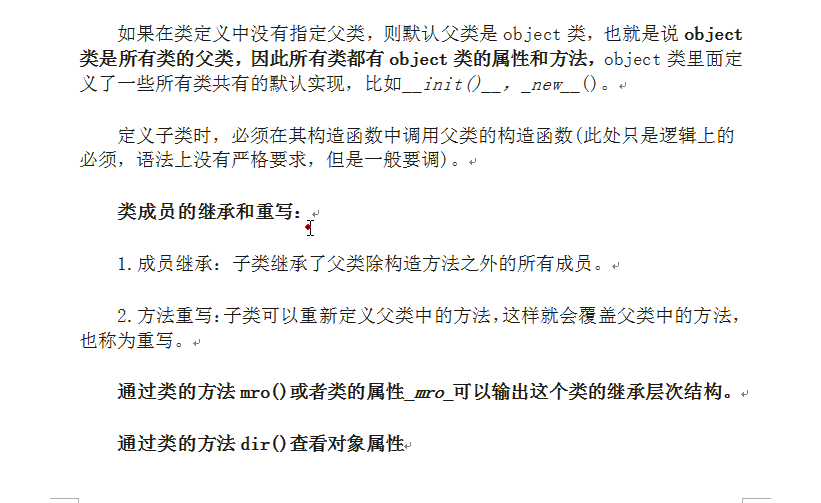 如果在类定义中没有指定父类，则默认父类是 object 类，也就是说 object
类是所有类的父类，因此所有类都有 object 类的属性和方法，object 类里面定
义了一些所有类共有的默认实现，比如__init()__，_new__()。
定义子类时，必须在其构造函数中调用父类的构造函数(此处只是逻辑上的
必须，语法上没有严格要求，但是一般要调)。
类成员的继承和重写：
1.成员继承：子类继承了父类除构造方法之外的所有成员。
2.方法重写：子类可以重新定义父类中的方法，这样就会覆盖父类中的方法，
也称为重写。
通过类的方法 mro()或者类的属性_mro_可以输出这个类的继承层次结构。
通过类的方法 dir()查看对象属性